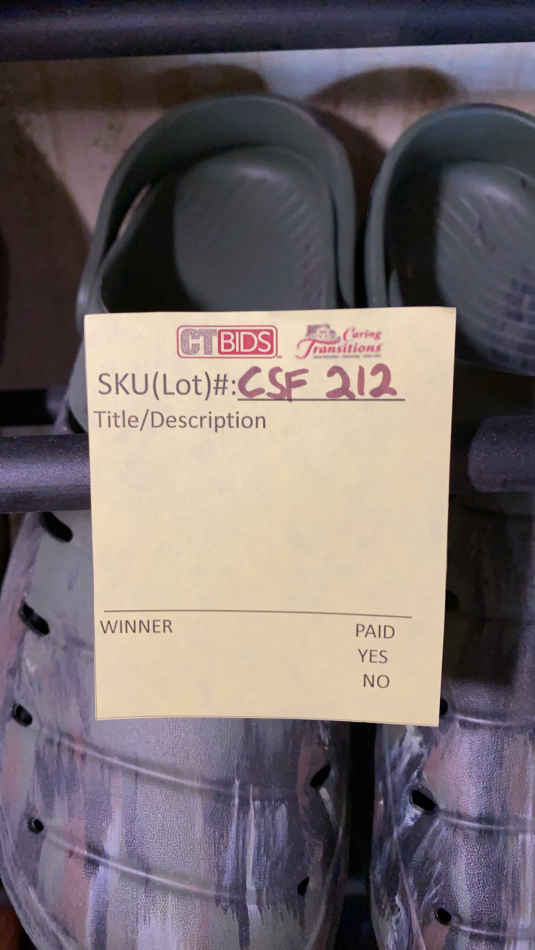 CTBIDS
Caring
Transitions
SKU(Lot)#: CSF 212
Title/Description
WINNER
PAID
YES
NO